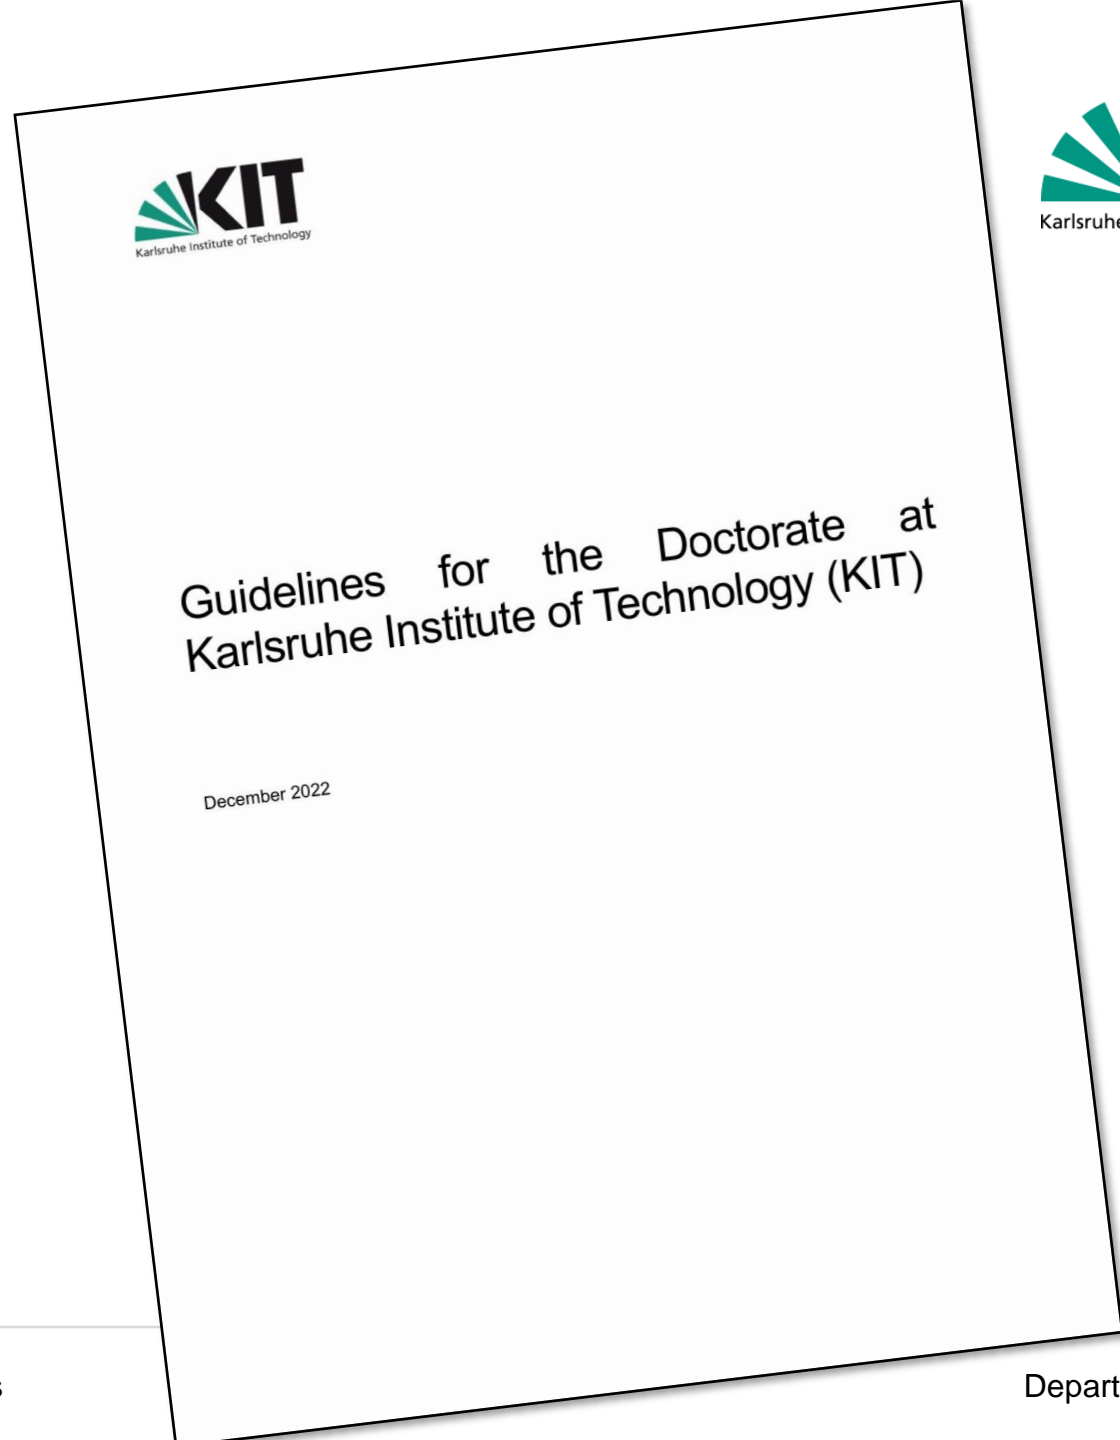 KIT
Karlsruhe Institute of Technology
Karlsruhe
Guidelines for the Doctorate at
Karlsruhe Institute of Technology (KIT)
December 2022
s
Depart